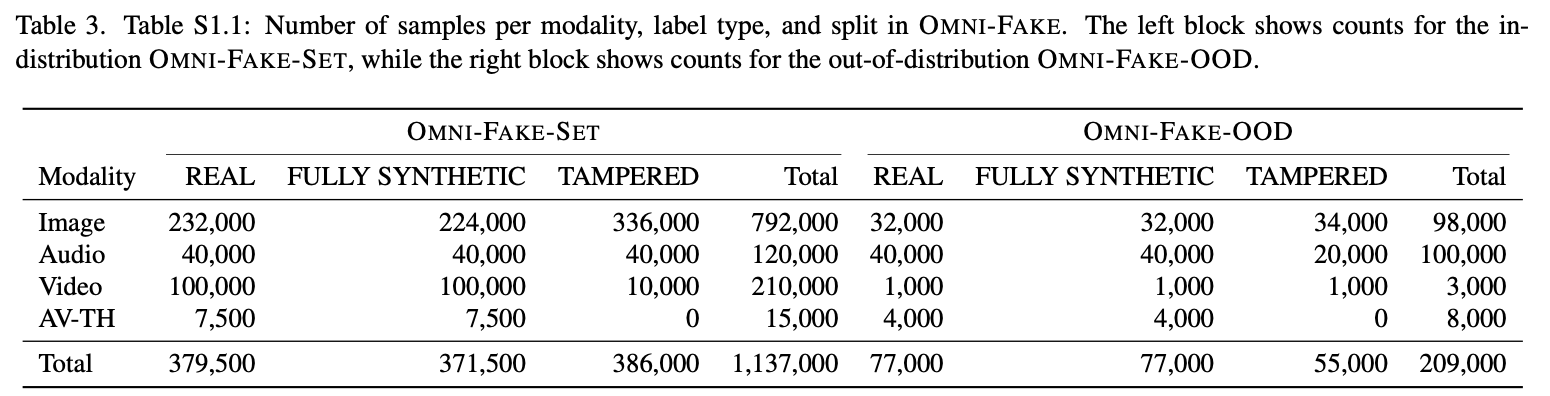 Table 3. Table S1.1: Number of samples per modality, label type, and split in OMNI-FAKE. The left block shows counts for the in-
distribution OMNI-FAKE-SET, while the right block shows counts for the out-of-distribution OMNI-FAKE-OOD.
OMNI-FAKE-SET OMNI-FAKE-OOD
Modality REAL FULLY SYNTHETIC TAMPERED Total REAL FULLY SYNTHETIC TAMPERED Total
Image 232,000 224,000 336,000 792,000 32,000 32,000 34,000 98,000
Audio 40,000 40,000 40,000 120,000 40,000 40,000 20,000 100,000
Video 100,000 100,000 10,000 210,000 1,000 1,000 1,000 3,000
AV-TH 7,500 7,500 0 15,000 4,000 4,000 0 8,000
Total 379,500 371,500 386,000 1,137,000 77,000 77,000 55,000 209,000